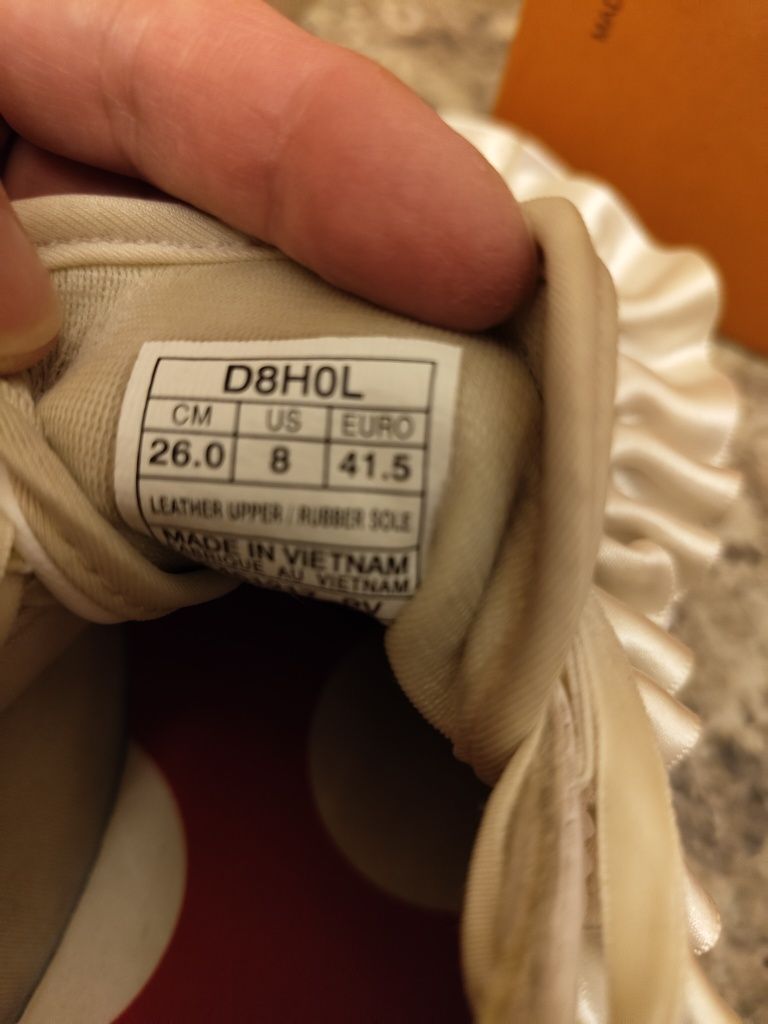 D8H0L
CM US EURO
26.0 8 41.5
LEATHER UPPER / RUBBER SOLE
MADE IN VIETNAM
FABRIQUE AU VIETNAM